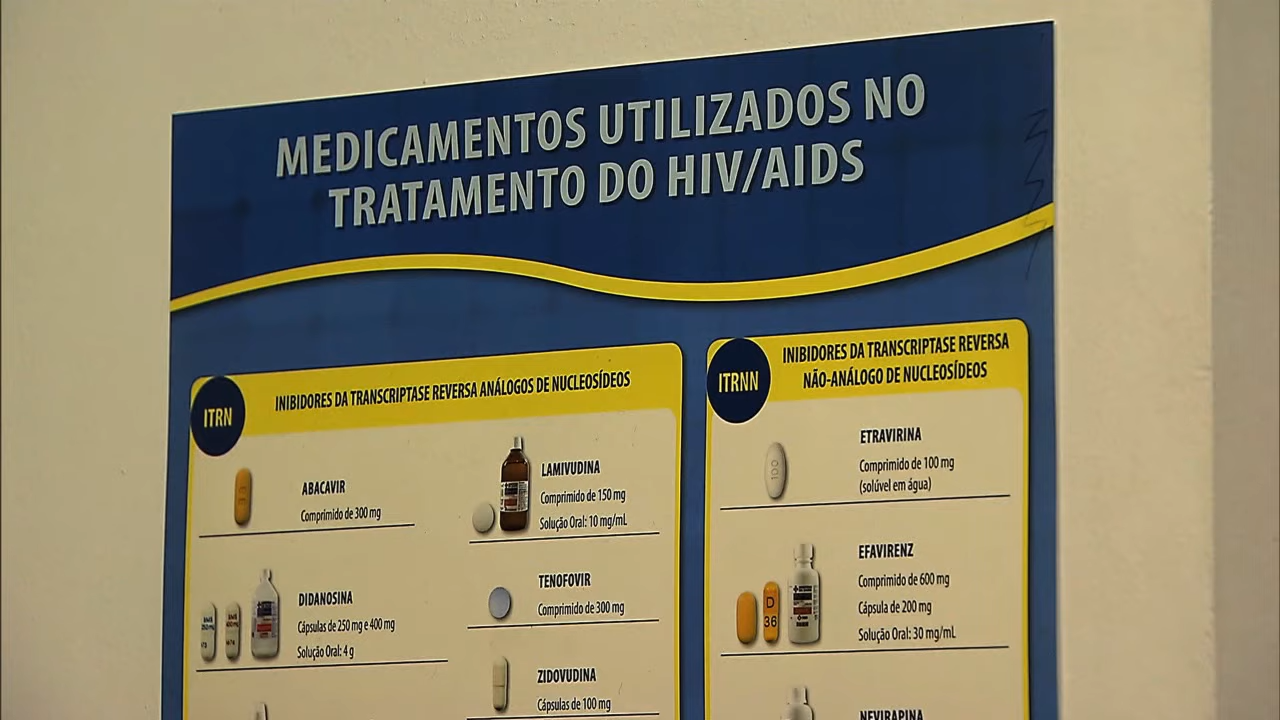 MEDICAMENTOS UTILIZADOS NO
TRATAMENTO DO HIV/AIDS
ITRN
INIBIDORES DA TRANSCRIPTASE REVERSA ANÁLOGOS DE NUCLEOSÍDEOS
ABACAVIR
Comprimido de 300 mg
DIDANOSINA
Cápsulas de 250 mg e 400 mg
Solução Oral: 4 g
LAMIVUDINA
Comprimido de 150 mg
Solução Oral: 10 mg/mL
TENOFOVIR
Comprimido de 300 mg
ZIDOVUDINA
Cápsulas de 100 mg
ITRNN
INIBIDORES DA TRANSCRIPTASE REVERSA
NÃO-ANÁLOGO DE NUCLEOSÍDEOS
100
ETRAVIRINA
Comprimido de 100 mg
(solúvel em água)
D
36
EFAVIRENZ
Comprimido de 600 mg
Cápsula de 200 mg
Solução Oral: 30 mg/mL
NEVIRAPINA